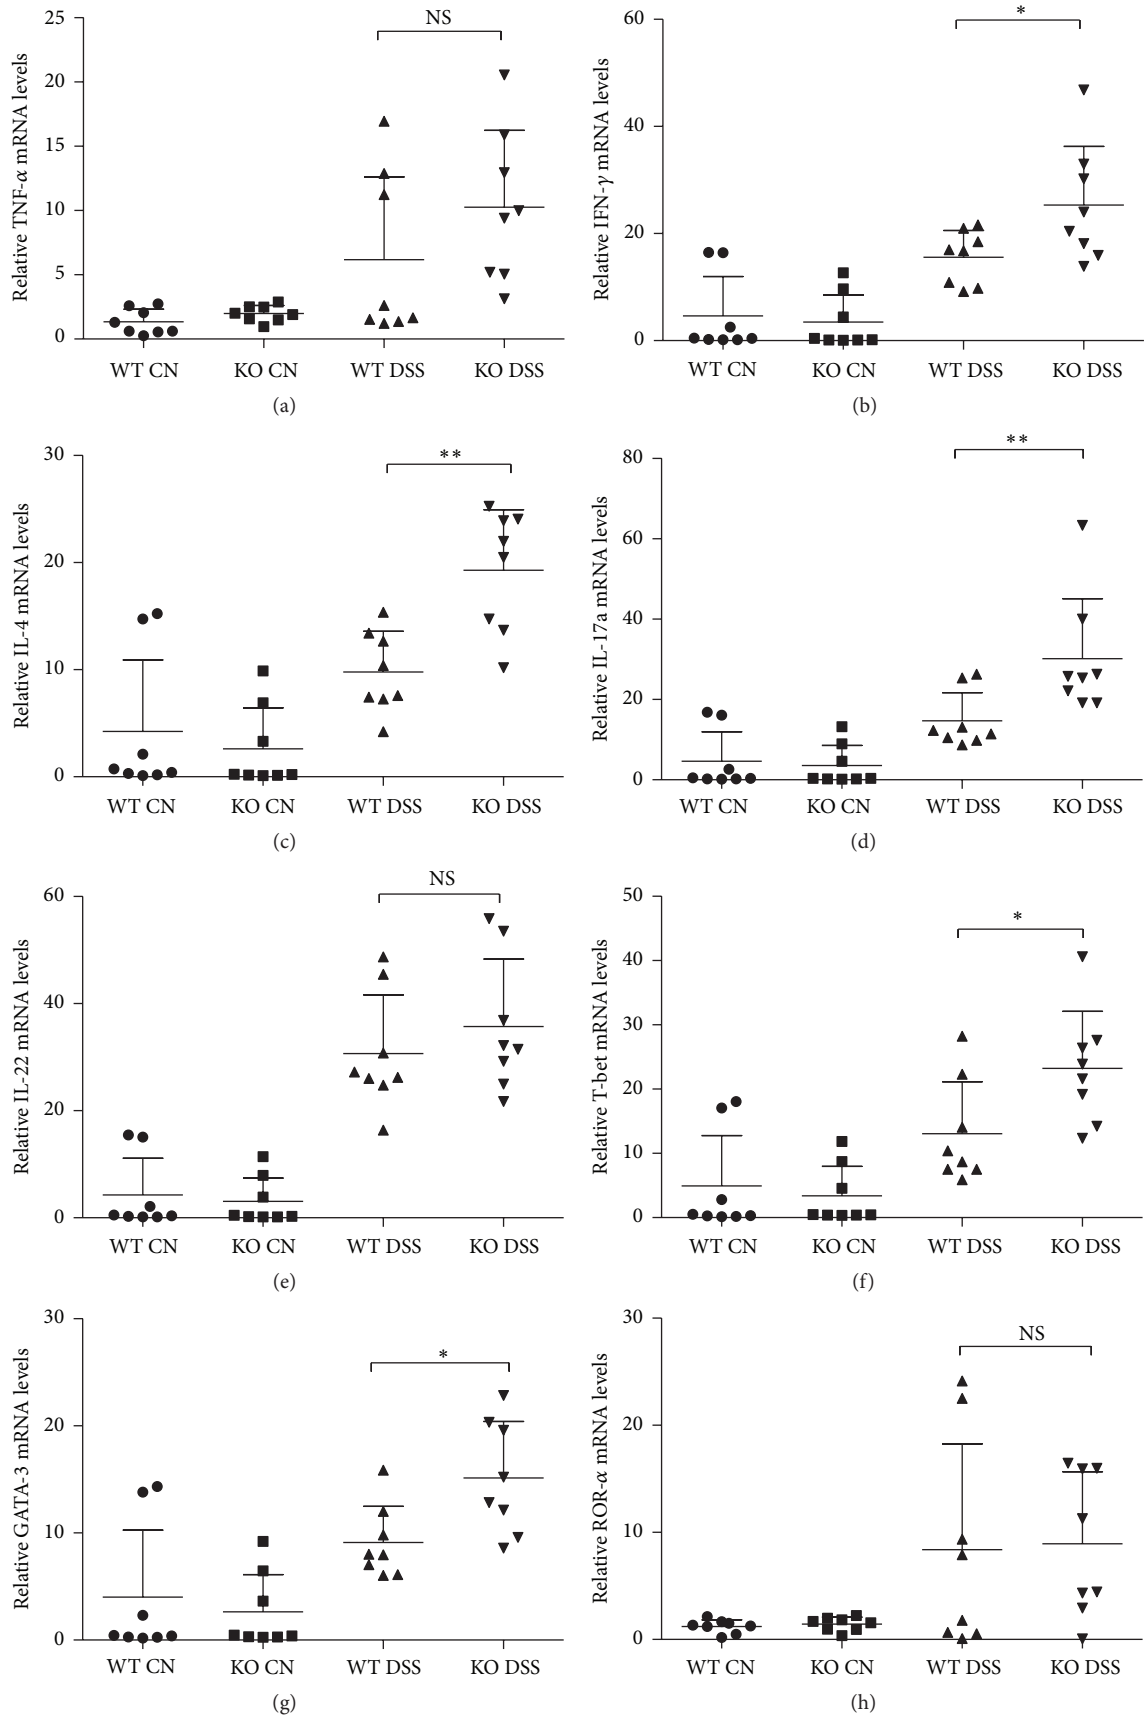 25
20
15
10
5
0
Relative TNF-α mRNA levels
NS
WT CN KO CN WT DSS KO DSS
(a)
60
40
20
0
Relative IFN-γ mRNA levels
*
WT CN KO CN WT DSS KO DSS
(b)
30
20
10
0
Relative IL-4 mRNA levels
**
WT CN KO CN WT DSS KO DSS
(c)
80
60
40
20
0
Relative IL-17a mRNA levels
**
WT CN KO CN WT DSS KO DSS
(d)
60
40
20
0
Relative IL-22 mRNA levels
NS
WT CN KO CN WT DSS KO DSS
(e)
50
40
30
20
10
0
Relative T-bet mRNA levels
*
WT CN KO CN WT DSS KO DSS
(f)
30
20
10
0
Relative GATA-3 mRNA levels
*
WT CN KO CN WT DSS KO DSS
(g)
30
20
10
0
Relative ROR-α mRNA levels
NS
WT CN KO CN WT DSS KO DSS
(h)